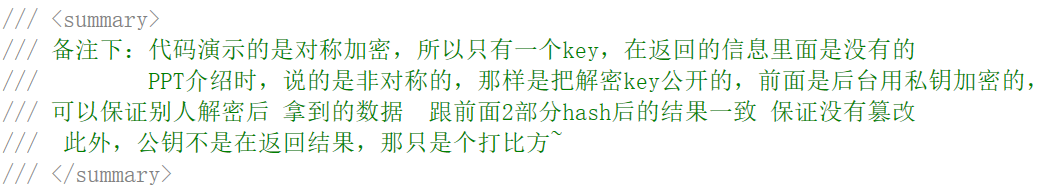 /// <summary>
/// 备注下：代码演示的是对称加密，所以只有一个key，在返回的信息里面是没有的
///        PPT介绍时，说的是非对称的，那样是把解密key公开的，前面是后台用私钥加密的，
/// 可以保证别人解密后 拿到的数据  跟前面2部分hash后的结果一致 保证没有篡改
///  此外，公钥不是在返回结果，那只是个打比方~
/// </summary>